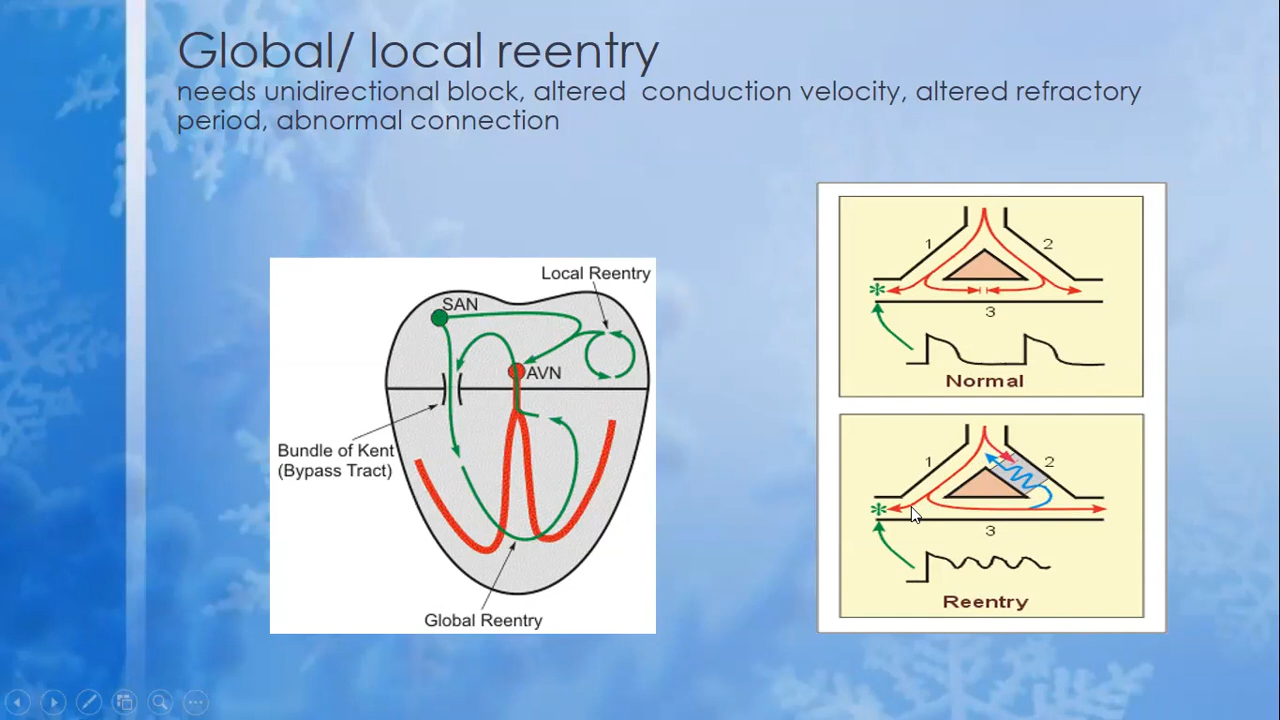 Global/ local reentry
needs unidirectional block, altered  conduction velocity, altered refractory
period, abnormal connection
Local Reentry
SAN
AVN
Bundle of Kent
(Bypass Tract)
Global Reentry
1
2
*
3
Normal
1
2
*
3
Reentry